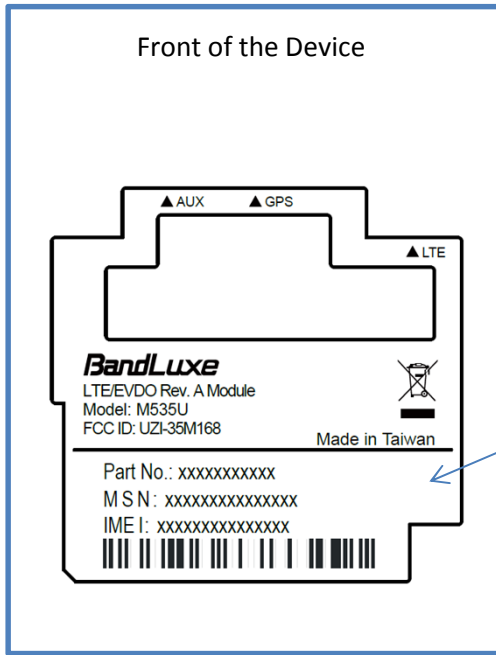 Front of the Device
▲ AUX ▲ GPS
▲ LTE
BandLuxe
LTE/EVDO Rev. A Module
Model: M535U
FCC ID: UZI-35M168
Made in Taiwan
Part No.: xxxxxxxxxxx
M S N: xxxxxxxxxxxxxxx
IME I: xxxxxxxxxxxxxxx